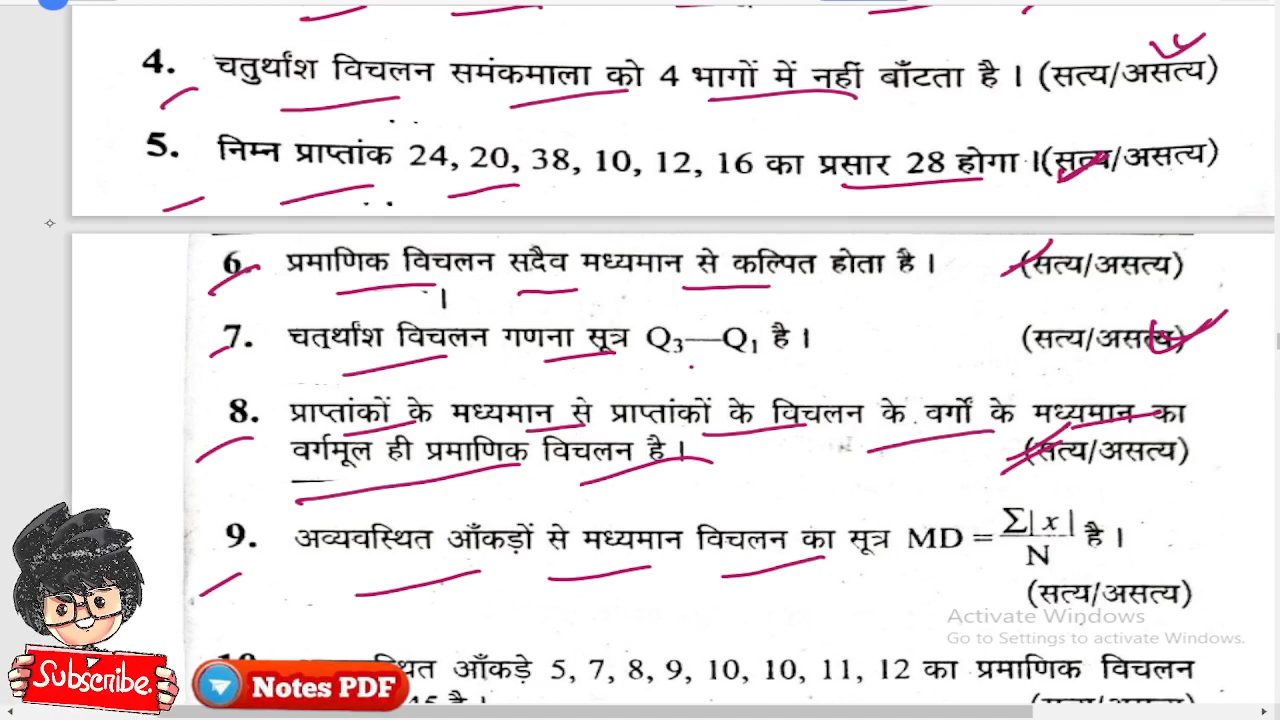 4. चतुर्थांश विचलन समंकमाला को 4 भागों में नहीं बाँटता है । (सत्य/असत्य)
5. निम्न प्राप्तांक 24, 20, 38, 10, 12, 16 का प्रसार 28 होगा ।(सत्य/असत्य)
6. प्रमाणिक विचलन सदैव मध्यमान से कल्पित होता है । (सत्य/असत्य)
7. चतर्थांश विचलन गणना सूत्र Q₃—Q₁ है । (सत्य/असत्य)
8. प्राप्तांकों के मध्यमान से प्राप्तांकों के विचलन के वर्गों के मध्यमान का
वर्गमूल ही प्रमाणिक विचलन है । (सत्य/असत्य)
9. अव्यवस्थित आँकड़ों से मध्यमान विचलन का सूत्र MD = Σ| x | / N है ।
(सत्य/असत्य)
Activate Windows
Go to Settings to activate Windows.
आँकड़े 5, 7, 8, 9, 10, 10, 11, 12 का प्रमाणिक विचलन
Subscribe.
Notes PDF